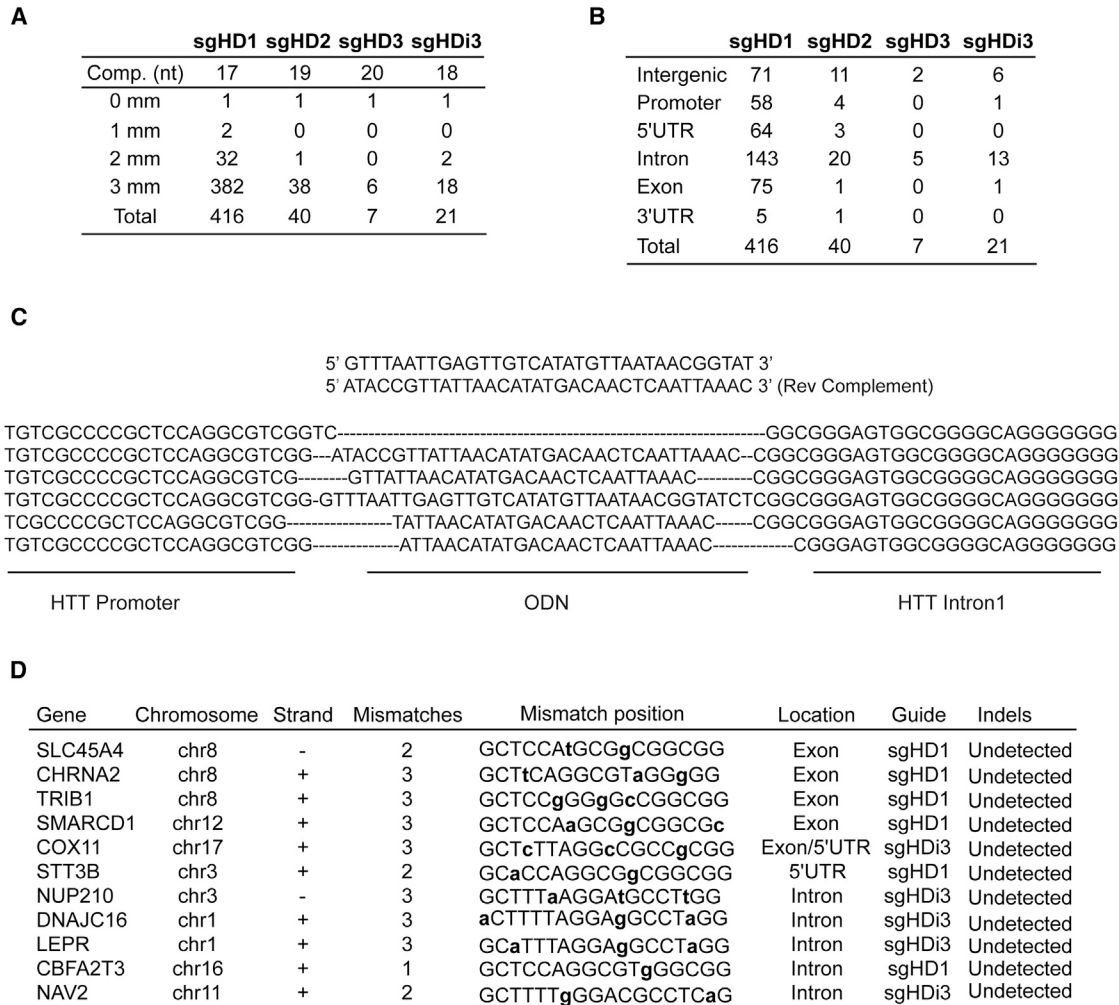 A
sgHD1 sgHD2 sgHD3 sgHDi3
Comp. (nt) 17 19 20 18
0 mm 1 1 1 1
1 mm 2 0 0 0
2 mm 32 1 0 2
3 mm 382 38 6 18
Total 416 40 7 21
B
sgHD1 sgHD2 sgHD3 sgHDi3
Intergenic 71 11 2 6
Promoter 58 4 0 1
5'UTR 64 3 0 0
Intron 143 20 5 13
Exon 75 1 0 1
3'UTR 5 1 0 0
Total 416 40 7 21
C
5' GTTTAATTGAGTTGTCATATGTTAATAACGGTAT 3'
5' ATACCGTTATTAACATATGACAACTCAATTAAAC 3' (Rev Complement)
TGTCGCCCCGCTCCAGGCGTCGGTC-------------------------------------------------------GGCGGGAGTGGCGGGGCAGGGGGGG
TGTCGCCCCGCTCCAGGCGTCGG---ATACCGTTATTAACATATGACAACTCAATTAAAC--CGGCGGGAGTGGCGGGGCAGGGGGGG
TGTCGCCCCGCTCCAGGCGTCG--------GTTATTAACATATGACAACTCAATTAAAC--------CGGCGGGAGTGGCGGGGCAGGGGGGG
TGTCGCCCCGCTCCAGGCGTCGG-GTTTAATTGAGTTGTCATATGTTAATAACGGTATCTCGGCGGGAGTGGCGGGGCAGGGGGGG
TCGCCCCGCTCCAGGCGTCGG-----------------TATTAACATATGACAACTCAATTAAAC------CGGCGGGAGTGGCGGGGCAGGGGGGG
TGTCGCCCCGCTCCAGGCGTCGG--------------ATTAACATATGACAACTCAATTAAAC-------------CGGGAGTGGCGGGGCAGGGGGGG
HTT Promoter ODN HTT Intron1
D
Gene Chromosome Strand Mismatches Mismatch position Location Guide Indels
SLC45A4 chr8 - 2 GCTCCAtGCGgCGGCGG Exon sgHD1 Undetected
CHRNA2 chr8 + 3 GCTtCAGGCGTaGGgGG Exon sgHD1 Undetected
TRIB1 chr8 + 3 GCTCCgGGgGcCGGCGG Exon sgHD1 Undetected
SMARCD1 chr12 + 3 GCTCCAaGCGgCGGCGc Exon sgHD1 Undetected
COX11 chr17 + 3 GCTcTTAGGcCGCCgCGG Exon/5'UTR sgHDi3 Undetected
STT3B chr3 + 2 GCaCCAGGCGgCGGCGG 5'UTR sgHD1 Undetected
NUP210 chr3 - 3 GCTTTaAGGAtGCCTtGG Intron sgHDi3 Undetected
DNAJC16 chr1 + 3 aCTTTTAGGAgGCCTaGG Intron sgHDi3 Undetected
LEPR chr1 + 3 GCaTTTAGGAgGCCTaGG Intron sgHDi3 Undetected
CBFA2T3 chr16 + 1 GCTCCAGGCGTgGGCGG Intron sgHD1 Undetected
NAV2 chr11 + 2 GCTTTTgGGACGCCTCaG Intron sgHDi3 Undetected